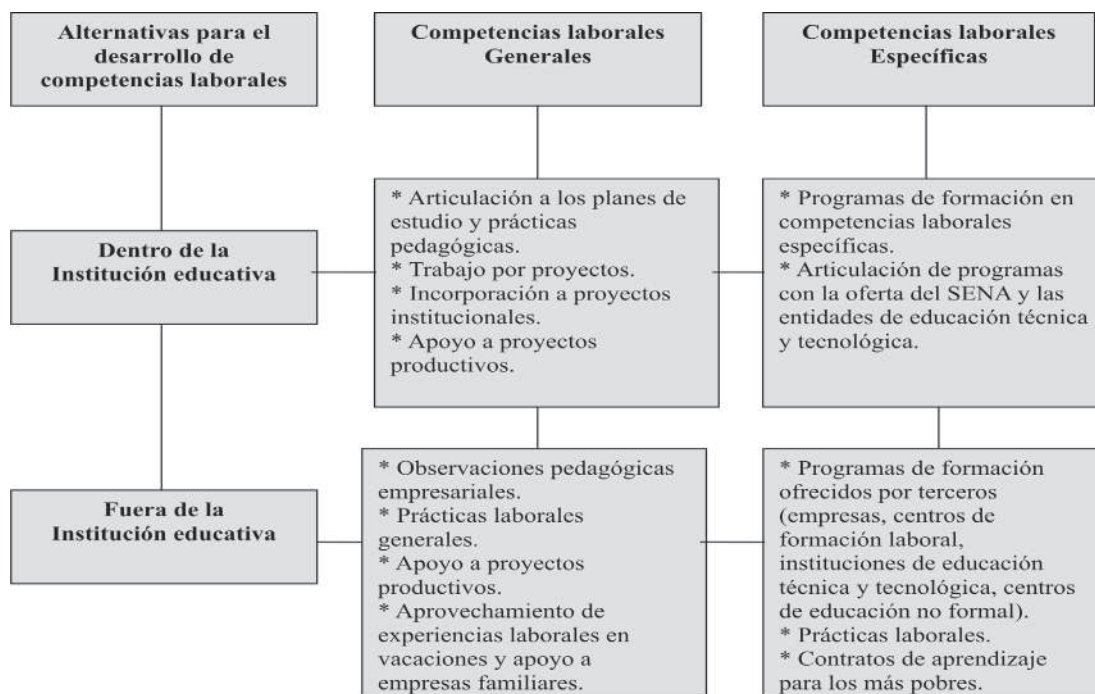 Alternativas para el
desarrollo de
competencias laborales
Competencias laborales
Generales
Competencias laborales
Específicas
Dentro de la
Institución educativa
* Articulación a los planes de
estudio y prácticas
pedagógicas.
* Trabajo por proyectos.
* Incorporación a proyectos
institucionales.
* Apoyo a proyectos
productivos.
* Programas de formación en
competencias laborales
específicas.
* Articulación de programas
con la oferta del SENA y las
entidades de educación técnica
y tecnológica.
Fuera de la
Institución educativa
* Observaciones pedagógicas
empresariales.
* Prácticas laborales
generales.
* Apoyo a proyectos
productivos.
* Aprovechamiento de
experiencias laborales en
vacaciones y apoyo a
empresas familiares.
* Programas de formación
ofrecidos por terceros
(empresas, centros de
formación laboral,
instituciones de educación
técnica y tecnológica, centros
de educación no formal).
* Prácticas laborales.
* Contratos de aprendizaje
para los más pobres.